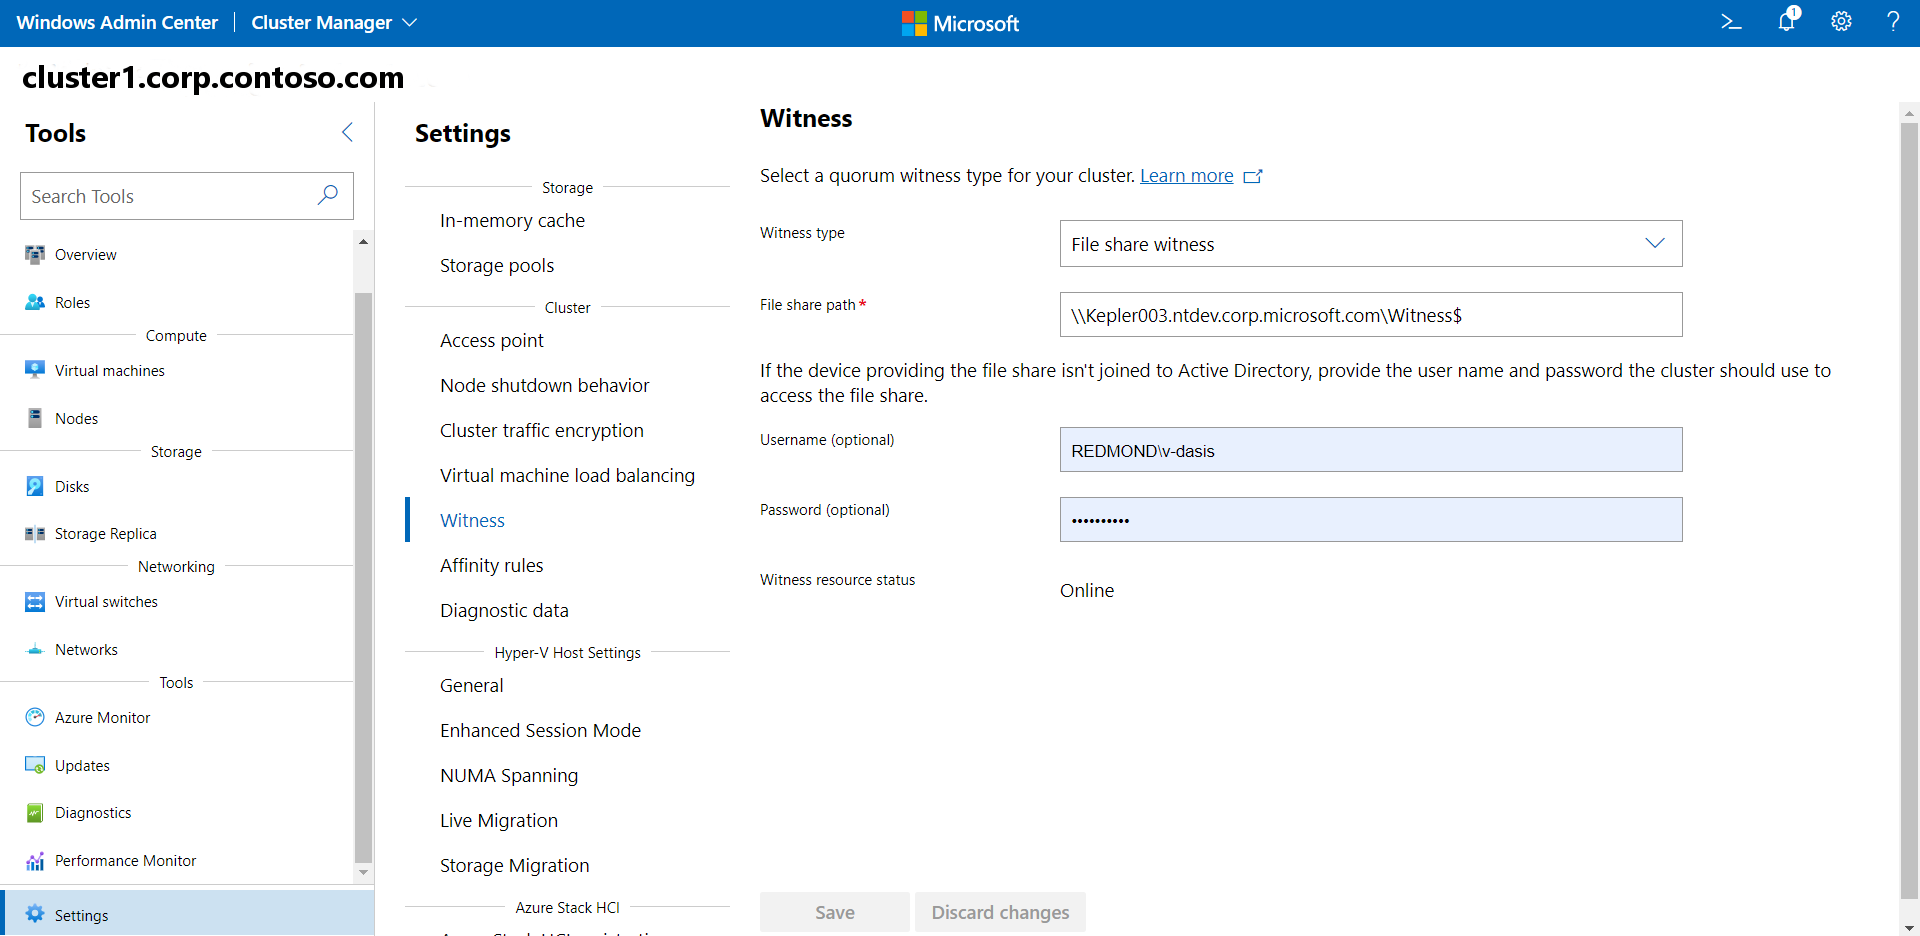 Windows Admin Center
Cluster Manager
Microsoft
1
cluster1.corp.contoso.com
Tools
Search Tools
Overview
Roles
Compute
Virtual machines
Nodes
Storage
Disks
Storage Replica
Networking
Virtual switches
Networks
Tools
Azure Monitor
Updates
Diagnostics
Performance Monitor
Settings
Settings
Storage
In-memory cache
Storage pools
Cluster
Access point
Node shutdown behavior
Cluster traffic encryption
Virtual machine load balancing
Witness
Affinity rules
Diagnostic data
Hyper-V Host Settings
General
Enhanced Session Mode
NUMA Spanning
Live Migration
Storage Migration
Azure Stack HCI
Witness
Select a quorum witness type for your cluster. Learn more
Witness type
File share witness
File share path *
\\Kepler003.ntdev.corp.microsoft.com\Witness$
If the device providing the file share isn't joined to Active Directory, provide the user name and password the cluster should use to
access the file share.
Username (optional)
REDMOND\v-dasis
Password (optional)
••••••••••
Witness resource status
Online
Save
Discard changes